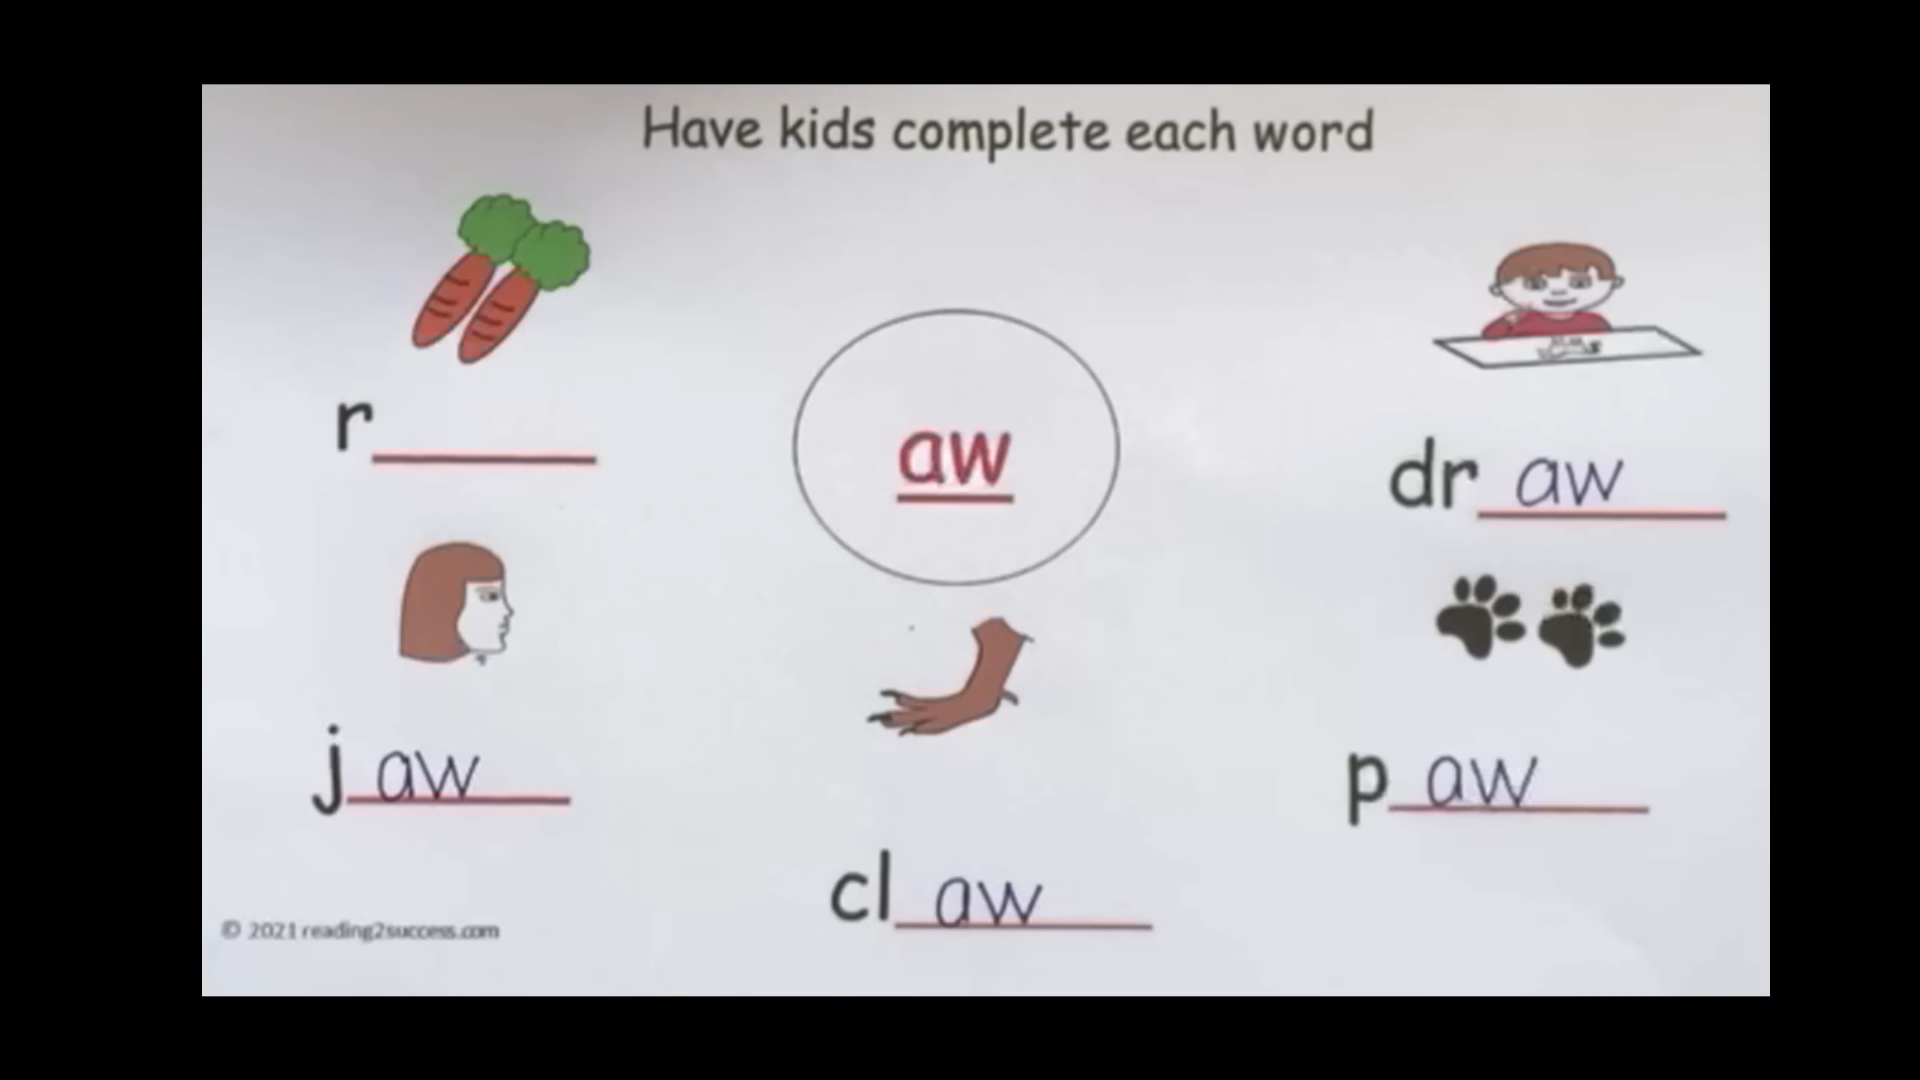 Have kids complete each word
r
aw
dr aw
j aw
p aw
cl aw
© 2021 reading2success.com